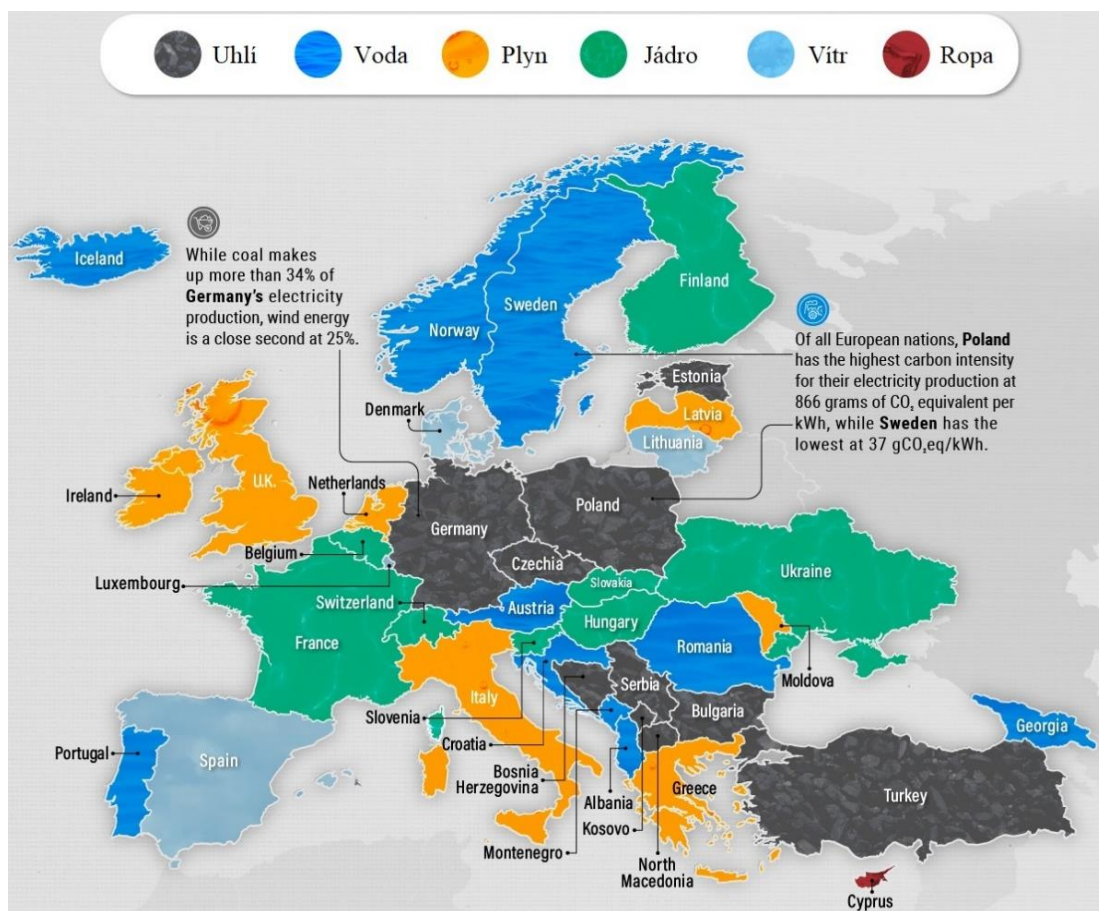 Uhlí
Voda
Plyn
Jádro
Vítr
Ropa
Iceland
While coal makes
up more than 34% of
Germany’s electricity
production, wind energy
is a close second at 25%.
Norway
Sweden
Finland
Of all European nations, Poland
has the highest carbon intensity
for their electricity production at
866 grams of CO₂ equivalent per
kWh, while Sweden has the
lowest at 37 gCO₂eq/kWh.
Estonia
Latvia
Lithuania
Denmark
Ireland
U.K.
Netherlands
Belgium
Luxembourg
Germany
Poland
Czechia
Slovakia
Ukraine
Switzerland
Austria
Hungary
France
Romania
Moldova
Italy
Slovenia
Croatia
Serbia
Bulgaria
Georgia
Portugal
Spain
Bosnia
Herzegovina
Albania
Greece
Kosovo
Montenegro
North
Macedonia
Turkey
Cyprus